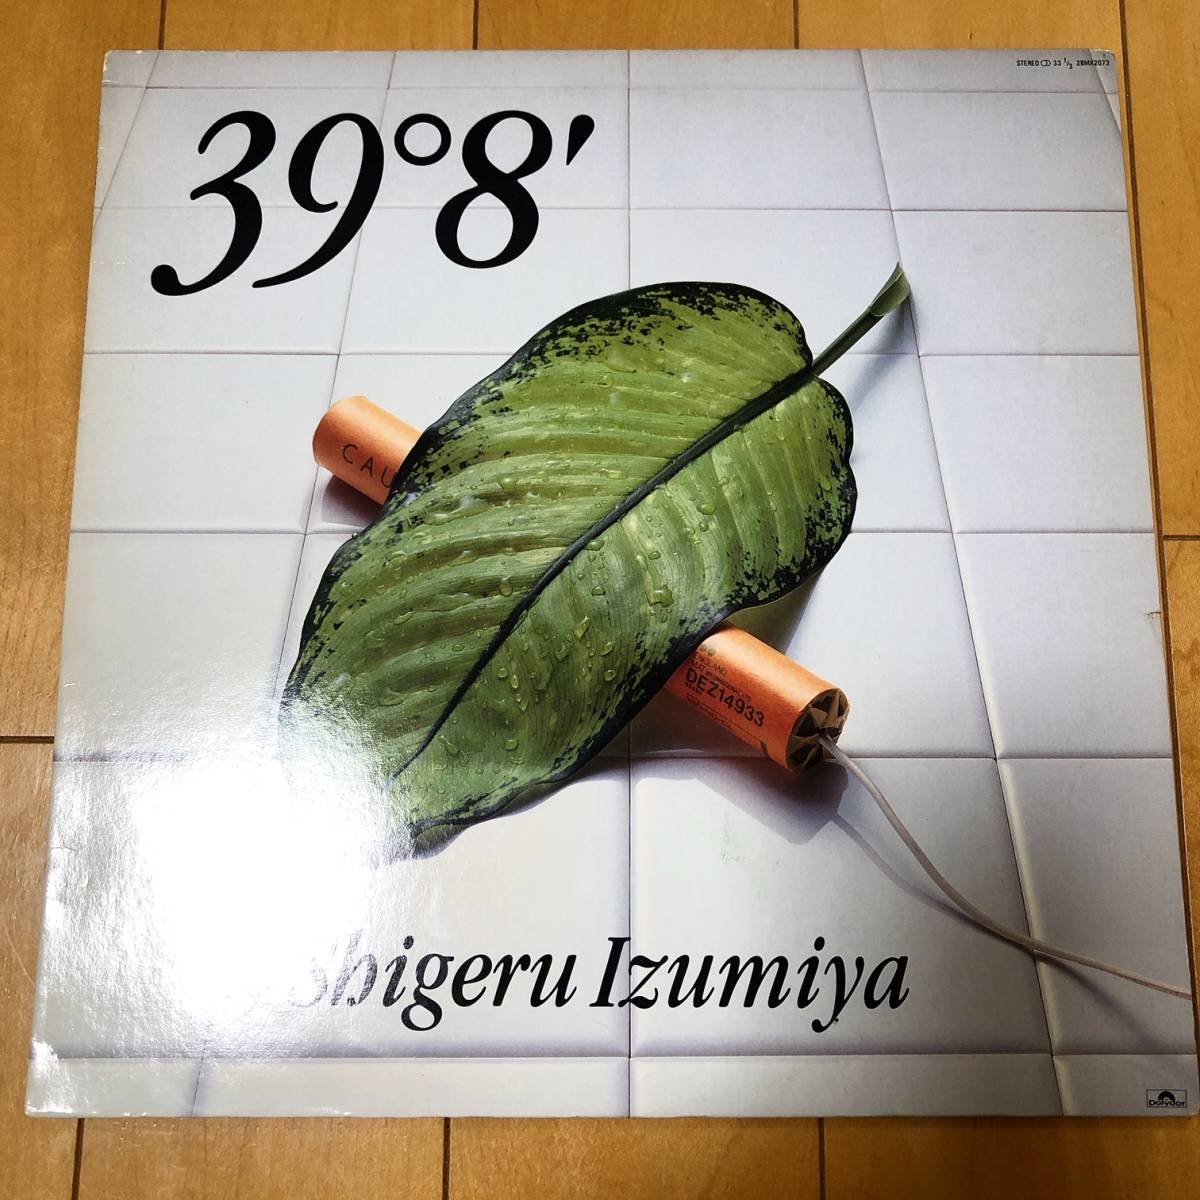 STEREO 33 1/3 28MX2073
39°8'
CAU
DEZ14933
Shigeru Izumiya
Polydor